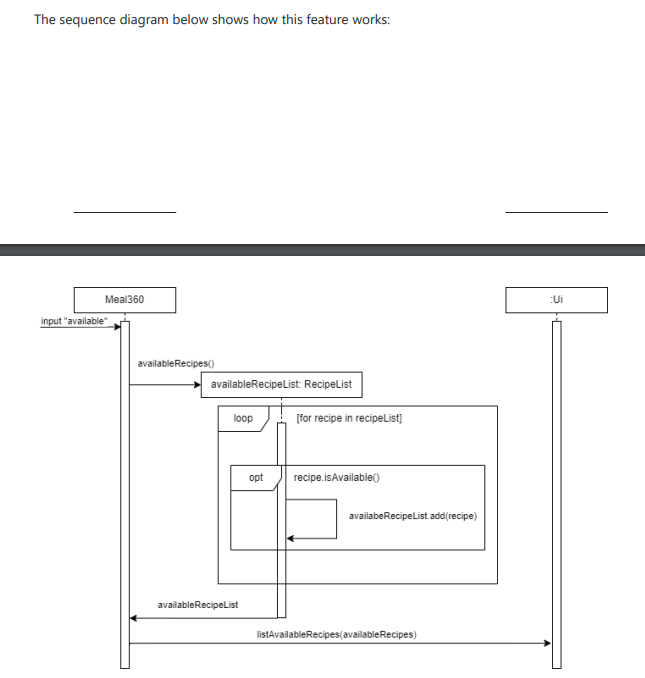 The sequence diagram below shows how this feature works:
Meal360
:Ui
input "available"
availableRecipes()
availableRecipeList: RecipeList
loop
[for recipe in recipeList]
opt
recipe.isAvailable()
availabeRecipeList.add(recipe)
availableRecipeList
listAvailableRecipes(availableRecipes)